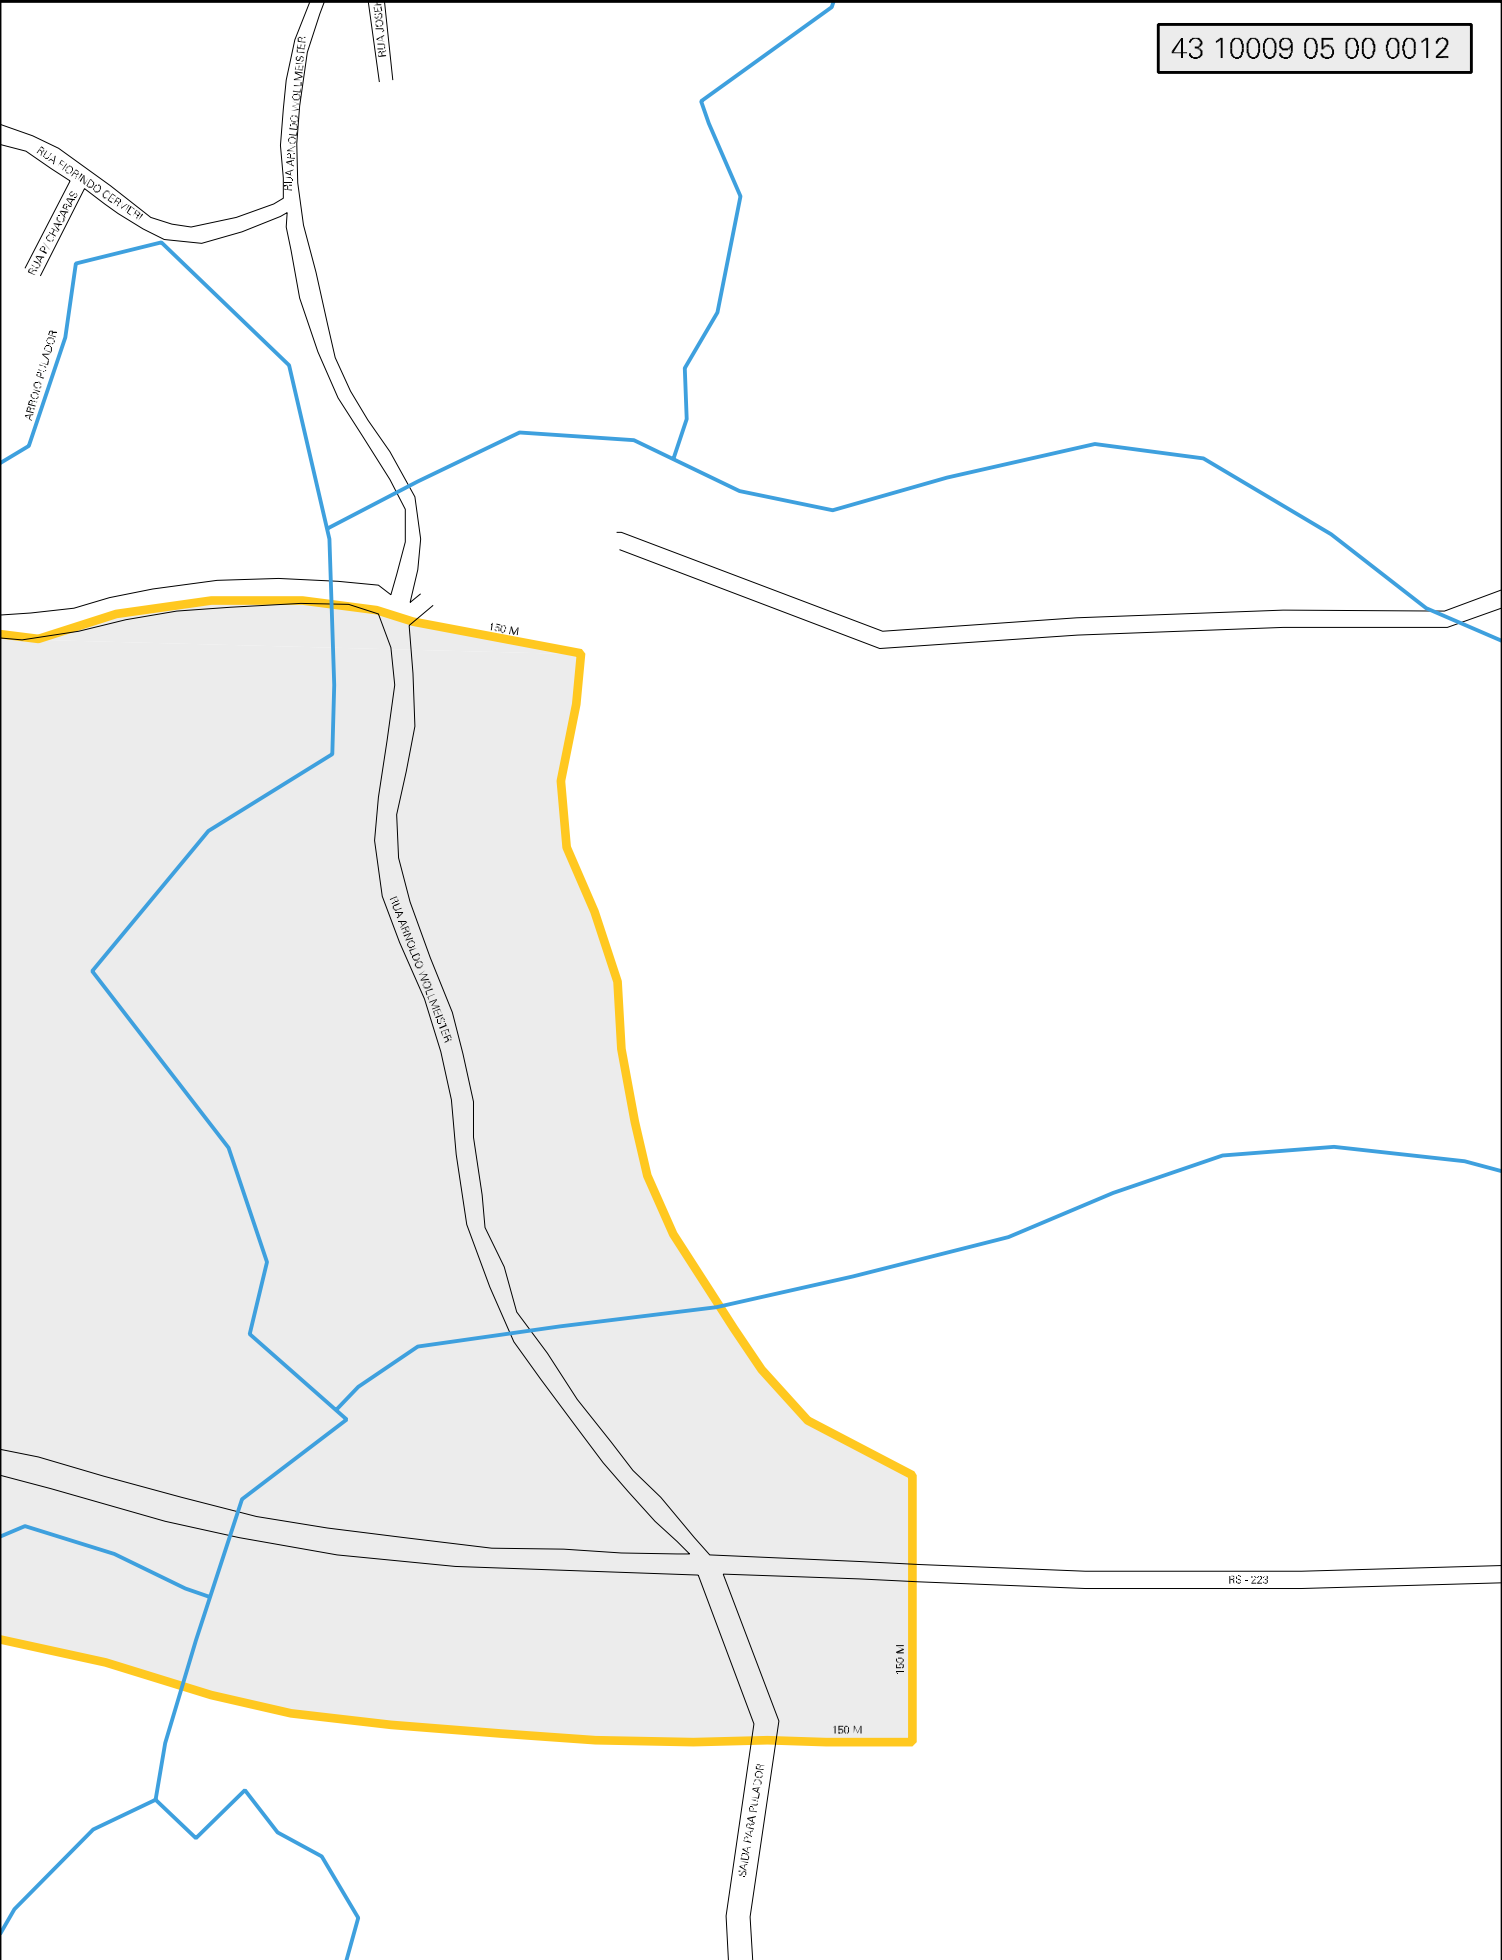 43 10009 05 00 0012
RUA JOSE
RUA ARNOLDO WOLLMEISTER
RUA FIORINDO CERVIERI
RUA P/ CHACARAS
ARROIO PULADOR
150 M
RUA ARNOLDO WOLLMEISTER
RS - 223
150 M
150 M
SAIDA PARA PULADOR